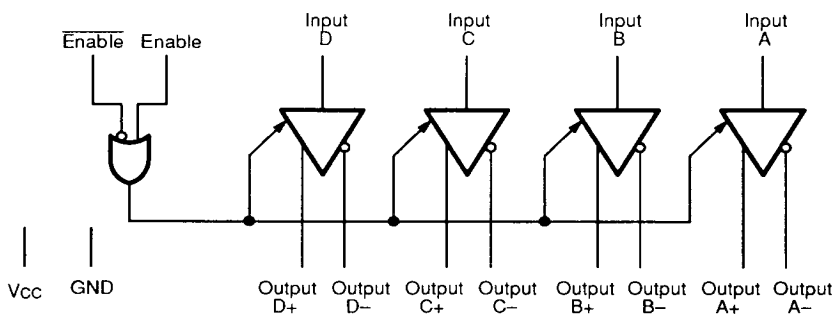 Input Input Input Input
D C B A
Enable Enable
VCC GND
Output Output Output Output Output Output Output Output
D+ D– C+ C– B+ B– A+ A–